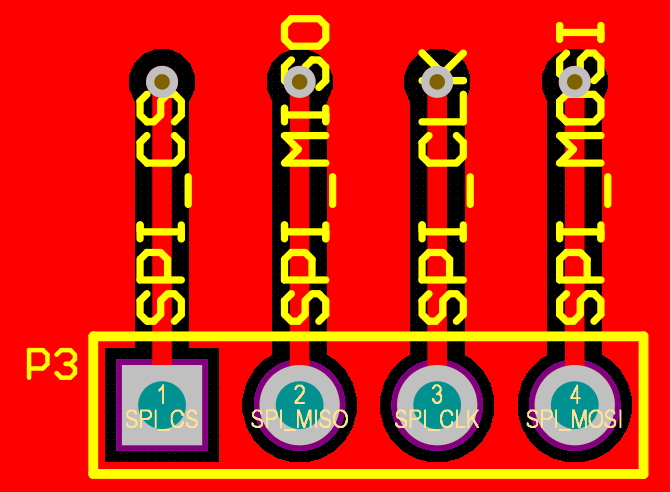 SPI_CS
SPI_MISO
SPI_CLK
SPI_MOSI
P3
1
SPI_CS
2
SPI_MISO
3
SPI_CLK
4
SPI_MOSI